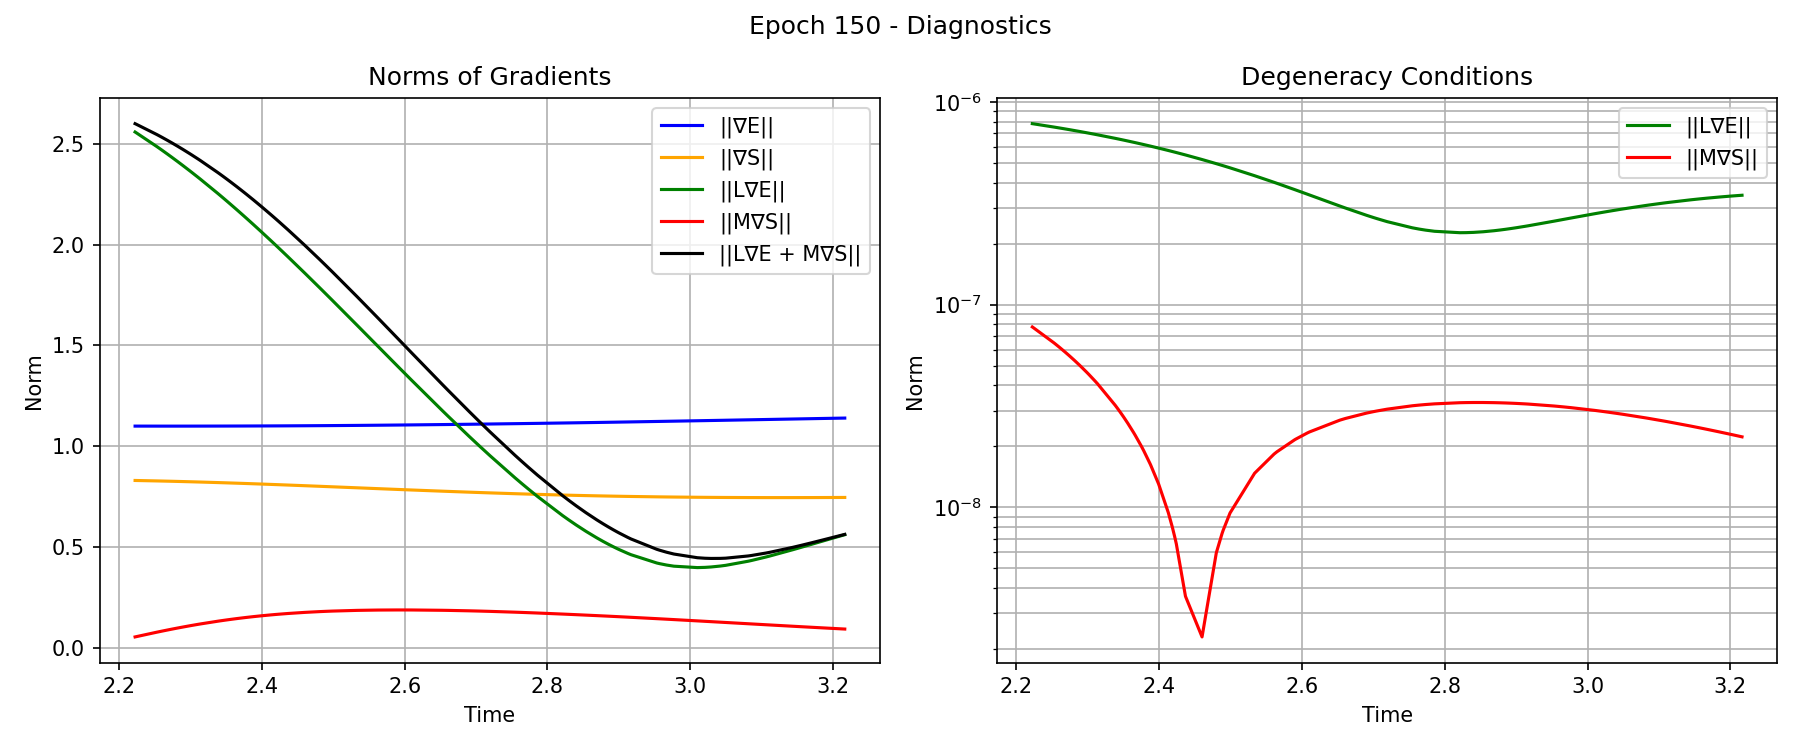 Epoch 150 - Diagnostics
Norms of Gradients
Norm
2.5
2.0
1.5
1.0
0.5
0.0
2.2 2.4 2.6 2.8 3.0 3.2
Time
||∇E||
||∇S||
||L∇E||
||M∇S||
||L∇E + M∇S||
Degeneracy Conditions
Norm
10⁻⁶
10⁻⁷
10⁻⁸
2.2 2.4 2.6 2.8 3.0 3.2
Time
||L∇E||
||M∇S||